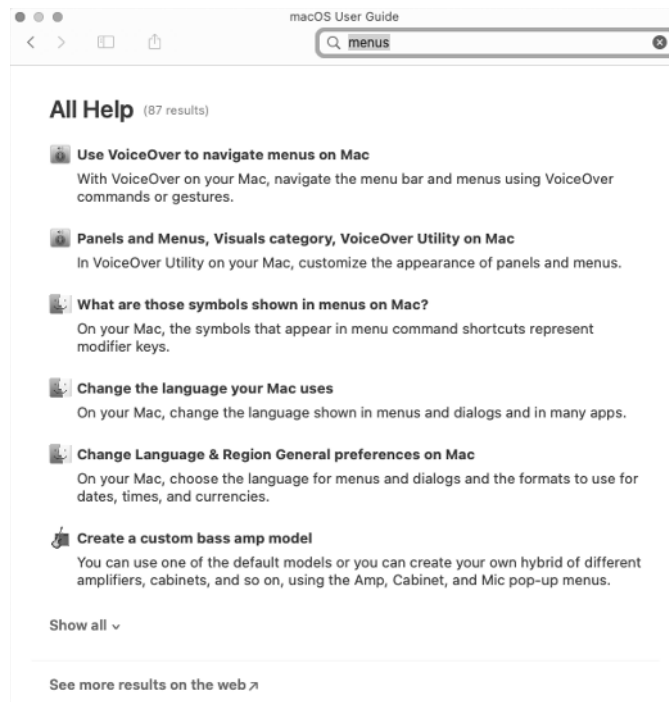 macOS User Guide
menus
All Help (87 results)
Use VoiceOver to navigate menus on Mac
With VoiceOver on your Mac, navigate the menu bar and menus using VoiceOver
commands or gestures.
Panels and Menus, Visuals category, VoiceOver Utility on Mac
In VoiceOver Utility on your Mac, customize the appearance of panels and menus.
What are those symbols shown in menus on Mac?
On your Mac, the symbols that appear in menu command shortcuts represent
modifier keys.
Change the language your Mac uses
On your Mac, change the language shown in menus and dialogs and in many apps.
Change Language & Region General preferences on Mac
On your Mac, choose the language for menus and dialogs and the formats to use for
dates, times, and currencies.
Create a custom bass amp model
You can use one of the default models or you can create your own hybrid of different
amplifiers, cabinets, and so on, using the Amp, Cabinet, and Mic pop-up menus.
Show all
See more results on the web